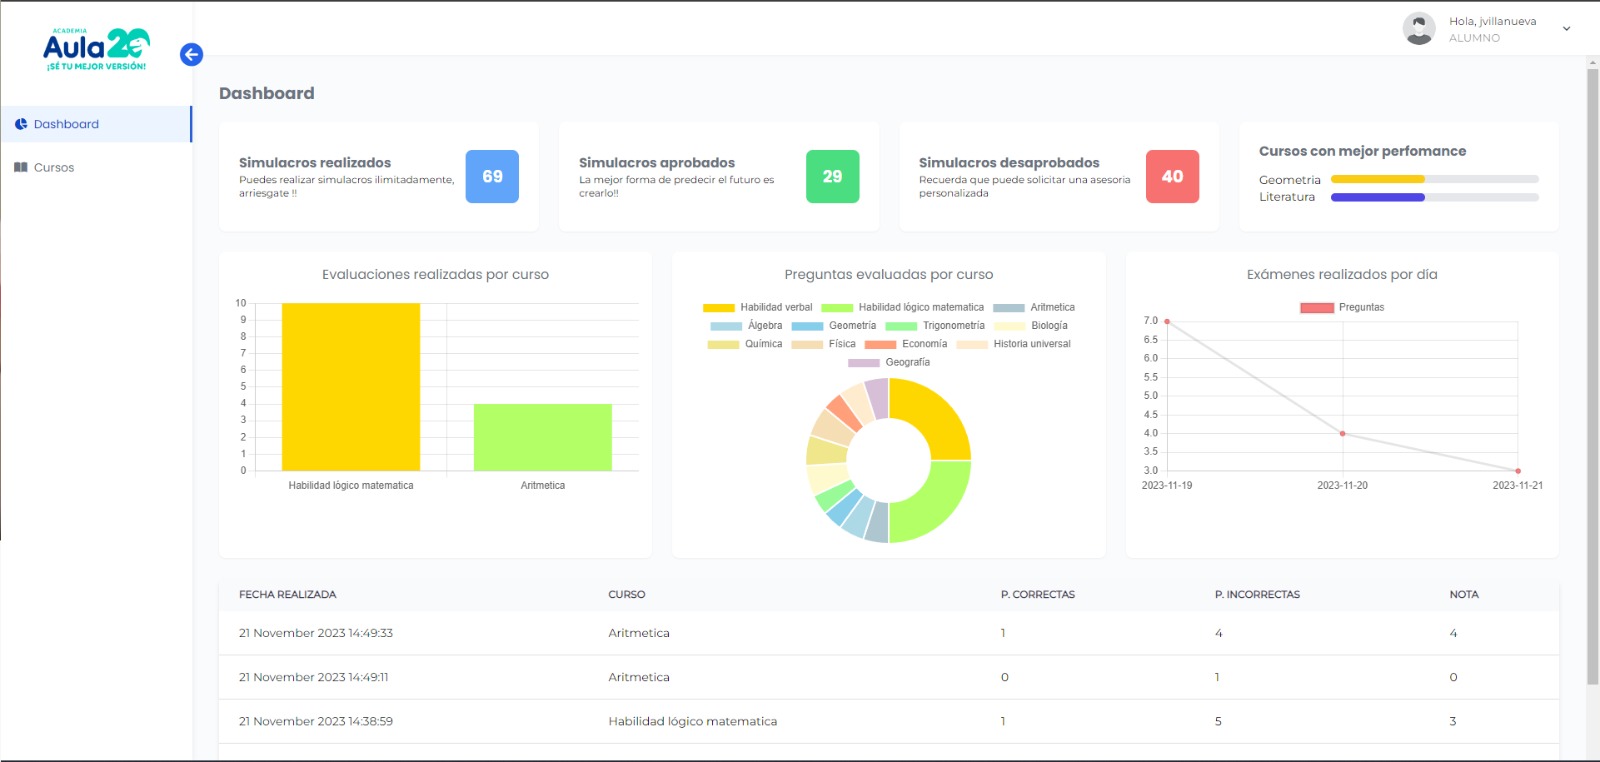 ACADEMIA
Aula20
¡SÉ TU MEJOR VERSIÓN!
Hola, jvillanueva
ALUMNO
Dashboard
Cursos
Dashboard
Simulacros realizados
Puedes realizar simulacros ilimitadamente,
arriesgate !!
69
Simulacros aprobados
La mejor forma de predecir el futuro es
crearlo!!
29
Simulacros desaprobados
Recuerda que puede solicitar una asesoria
personalizada
40
Cursos con mejor perfomance
Geometria
Literatura
Evaluaciones realizadas por curso
10
9
8
7
6
5
4
3
2
1
0
Habilidad lógico matematica Aritmetica
Preguntas evaluadas por curso
Habilidad verbal Habilidad lógico matematica Aritmetica
Álgebra Geometría Trigonometría Biología
Química Física Economía Historia universal
Geografía
Exámenes realizados por día
Preguntas
7.0
6.5
6.0
5.5
5.0
4.5
4.0
3.5
3.0
2023-11-19 2023-11-20 2023-11-21
FECHA REALIZADA CURSO P. CORRECTAS P. INCORRECTAS NOTA
21 November 2023 14:49:33 Aritmetica 1 4 4
21 November 2023 14:49:11 Aritmetica 0 1 0
21 November 2023 14:38:59 Habilidad lógico matematica 1 5 3